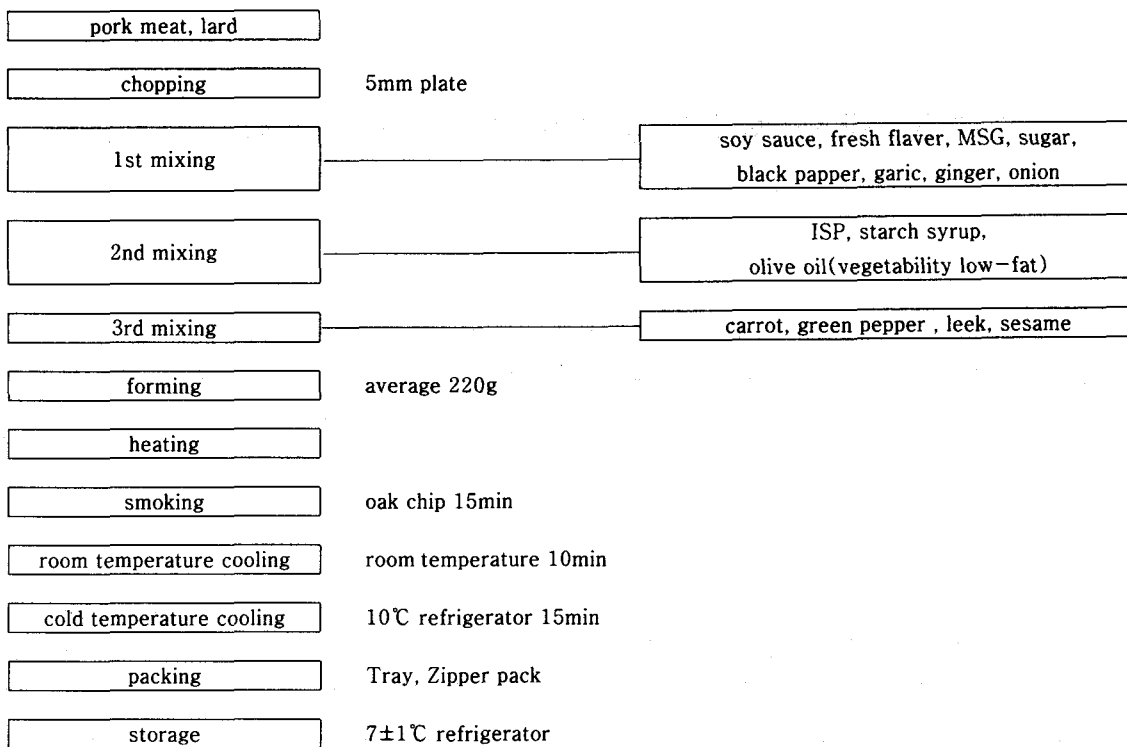 pork meat, lard
chopping 5mm plate
1st mixing
soy sauce, fresh flaver, MSG, sugar,
black papper, garic, ginger, onion
2nd mixing
ISP, starch syrup,
olive oil(vegetability low-fat)
3rd mixing carrot, green pepper , leek, sesame
forming average 220g
heating
smoking oak chip 15min
room temperature cooling room temperature 10min
cold temperature cooling 10℃ refrigerator 15min
packing Tray, Zipper pack
storage 7±1℃ refrigerator